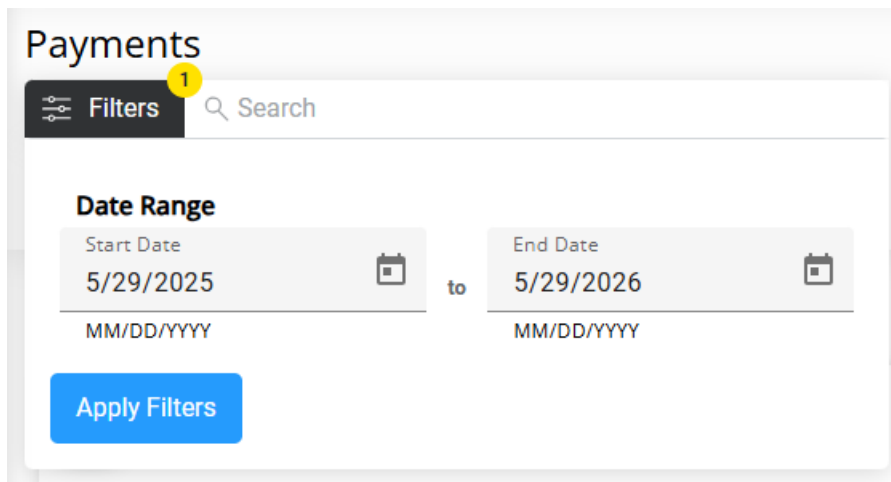 Payments
1
Filters
Search
Date Range
Start Date
5/29/2025
to
End Date
5/29/2026
MM/DD/YYYY
MM/DD/YYYY
Apply Filters